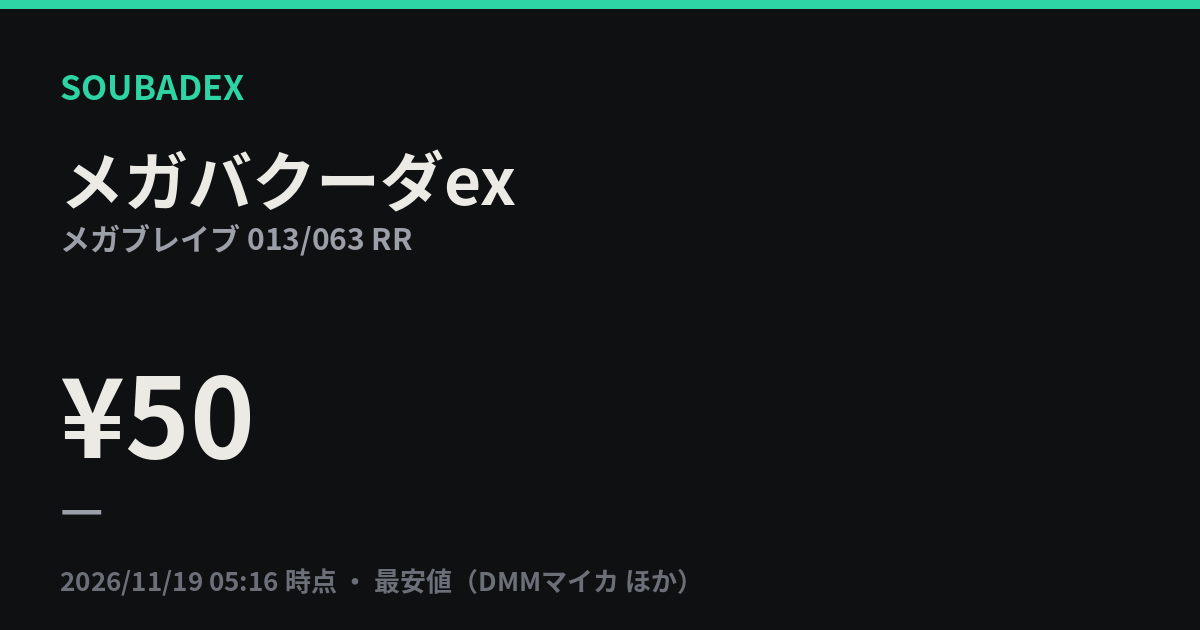 SOUBADEX
メガバクーダex
メガブレイブ 013/063 RR
¥50
—
2026/11/19 05:16 時点 ・ 最安値（DMMマイカ ほか）